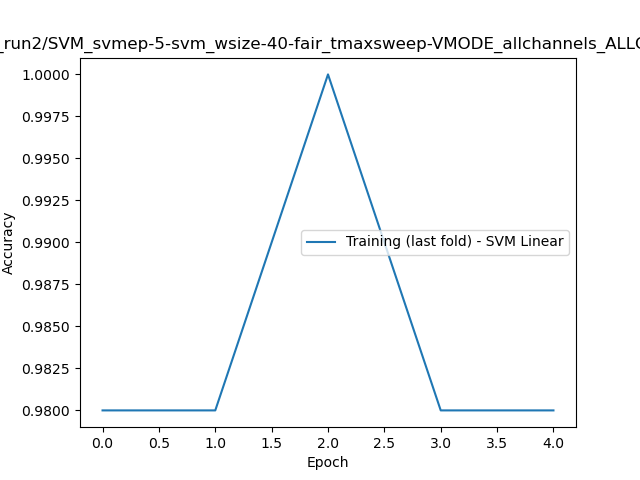 _run2/SVM_svmep-5-svm_wsize-40-fair_tmaxsweep-VMODE_allchannels_ALLC
1.0000
0.9975
0.9950
0.9925
0.9900
0.9875
0.9850
0.9825
0.9800
Accuracy
Training (last fold) - SVM Linear
0.0 0.5 1.0 1.5 2.0 2.5 3.0 3.5 4.0
Epoch